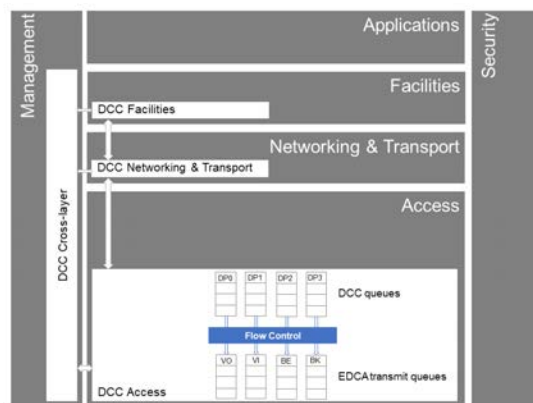 Management
Applications
Security
Facilities
DCC Facilities
Networking & Transport
DCC Networking & Transport
Access
DCC Cross-layer
DP0 DP1 DP2 DP3
DCC queues
Flow Control
VO VI BE BK
EDCA transmit queues
DCC Access